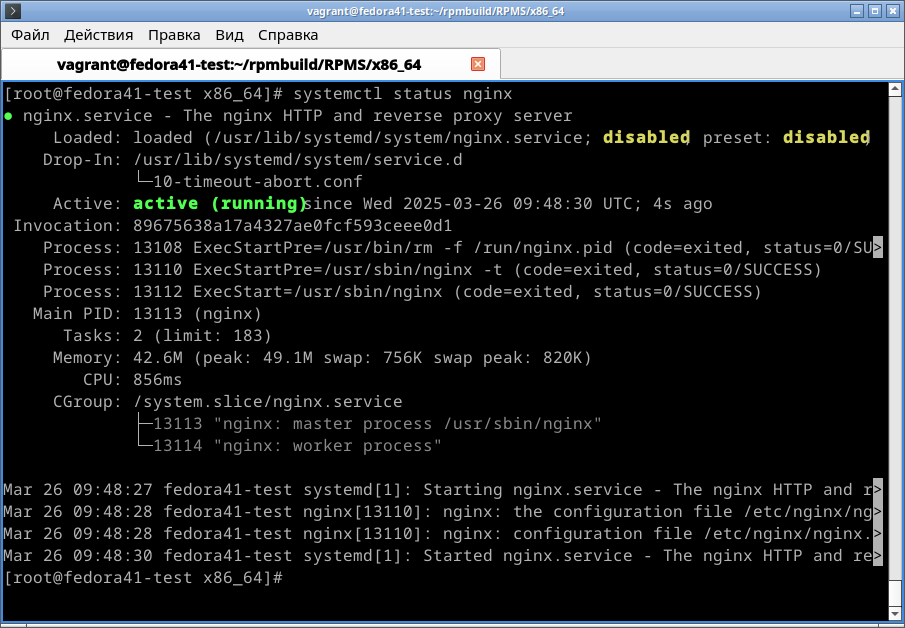 vagrant@fedora41-test:~/rpmbuild/RPMS/x86_64
Файл Действия Правка Вид Справка
vagrant@fedora41-test:~/rpmbuild/RPMS/x86_64
[root@fedora41-test x86_64]# systemctl status nginx
● nginx.service - The nginx HTTP and reverse proxy server
     Loaded: loaded (/usr/lib/systemd/system/nginx.service; disabled; preset: disabled)
    Drop-In: /usr/lib/systemd/system/service.d
             └─10-timeout-abort.conf
     Active: active (running) since Wed 2025-03-26 09:48:30 UTC; 4s ago
 Invocation: 89675638a17a4327ae0fcf593ceee0d1
    Process: 13108 ExecStartPre=/usr/bin/rm -f /run/nginx.pid (code=exited, status=0/SU>
    Process: 13110 ExecStartPre=/usr/sbin/nginx -t (code=exited, status=0/SUCCESS)
    Process: 13112 ExecStart=/usr/sbin/nginx (code=exited, status=0/SUCCESS)
   Main PID: 13113 (nginx)
      Tasks: 2 (limit: 183)
     Memory: 42.6M (peak: 49.1M swap: 756K swap peak: 820K)
        CPU: 856ms
     CGroup: /system.slice/nginx.service
             ├─13113 "nginx: master process /usr/sbin/nginx"
             └─13114 "nginx: worker process"
Mar 26 09:48:27 fedora41-test systemd[1]: Starting nginx.service - The nginx HTTP and r>
Mar 26 09:48:28 fedora41-test nginx[13110]: nginx: the configuration file /etc/nginx/ng>
Mar 26 09:48:28 fedora41-test nginx[13110]: nginx: configuration file /etc/nginx/nginx.>
Mar 26 09:48:30 fedora41-test systemd[1]: Started nginx.service - The nginx HTTP and re>
[root@fedora41-test x86_64]#